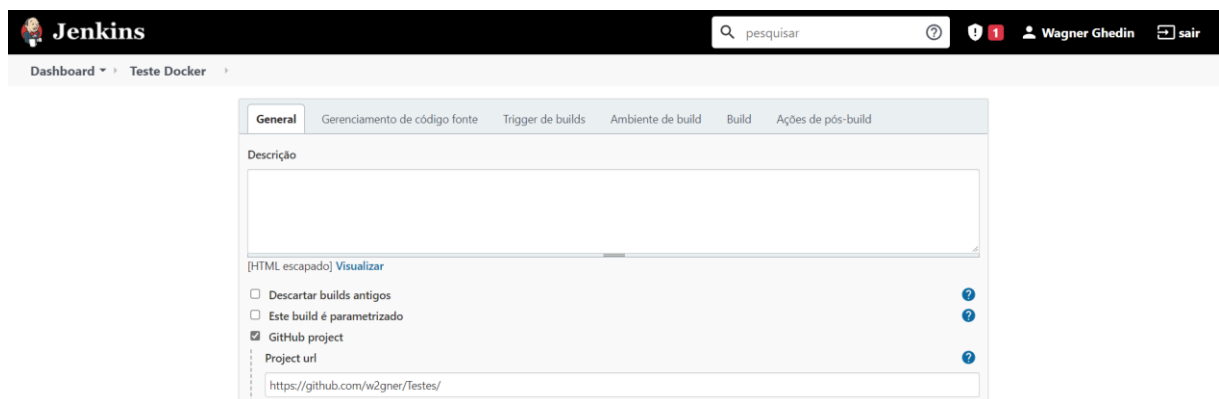 Jenkins pesquisar 1 Wagner Ghedin sair
Dashboard Teste Docker
General Gerenciamento de código fonte Trigger de builds Ambiente de build Build Ações de pós-build
Descrição
[HTML escapado] Visualizar
Descartar builds antigos
Este build é parametrizado
GitHub project
Project url
https://github.com/w2gner/Testes/